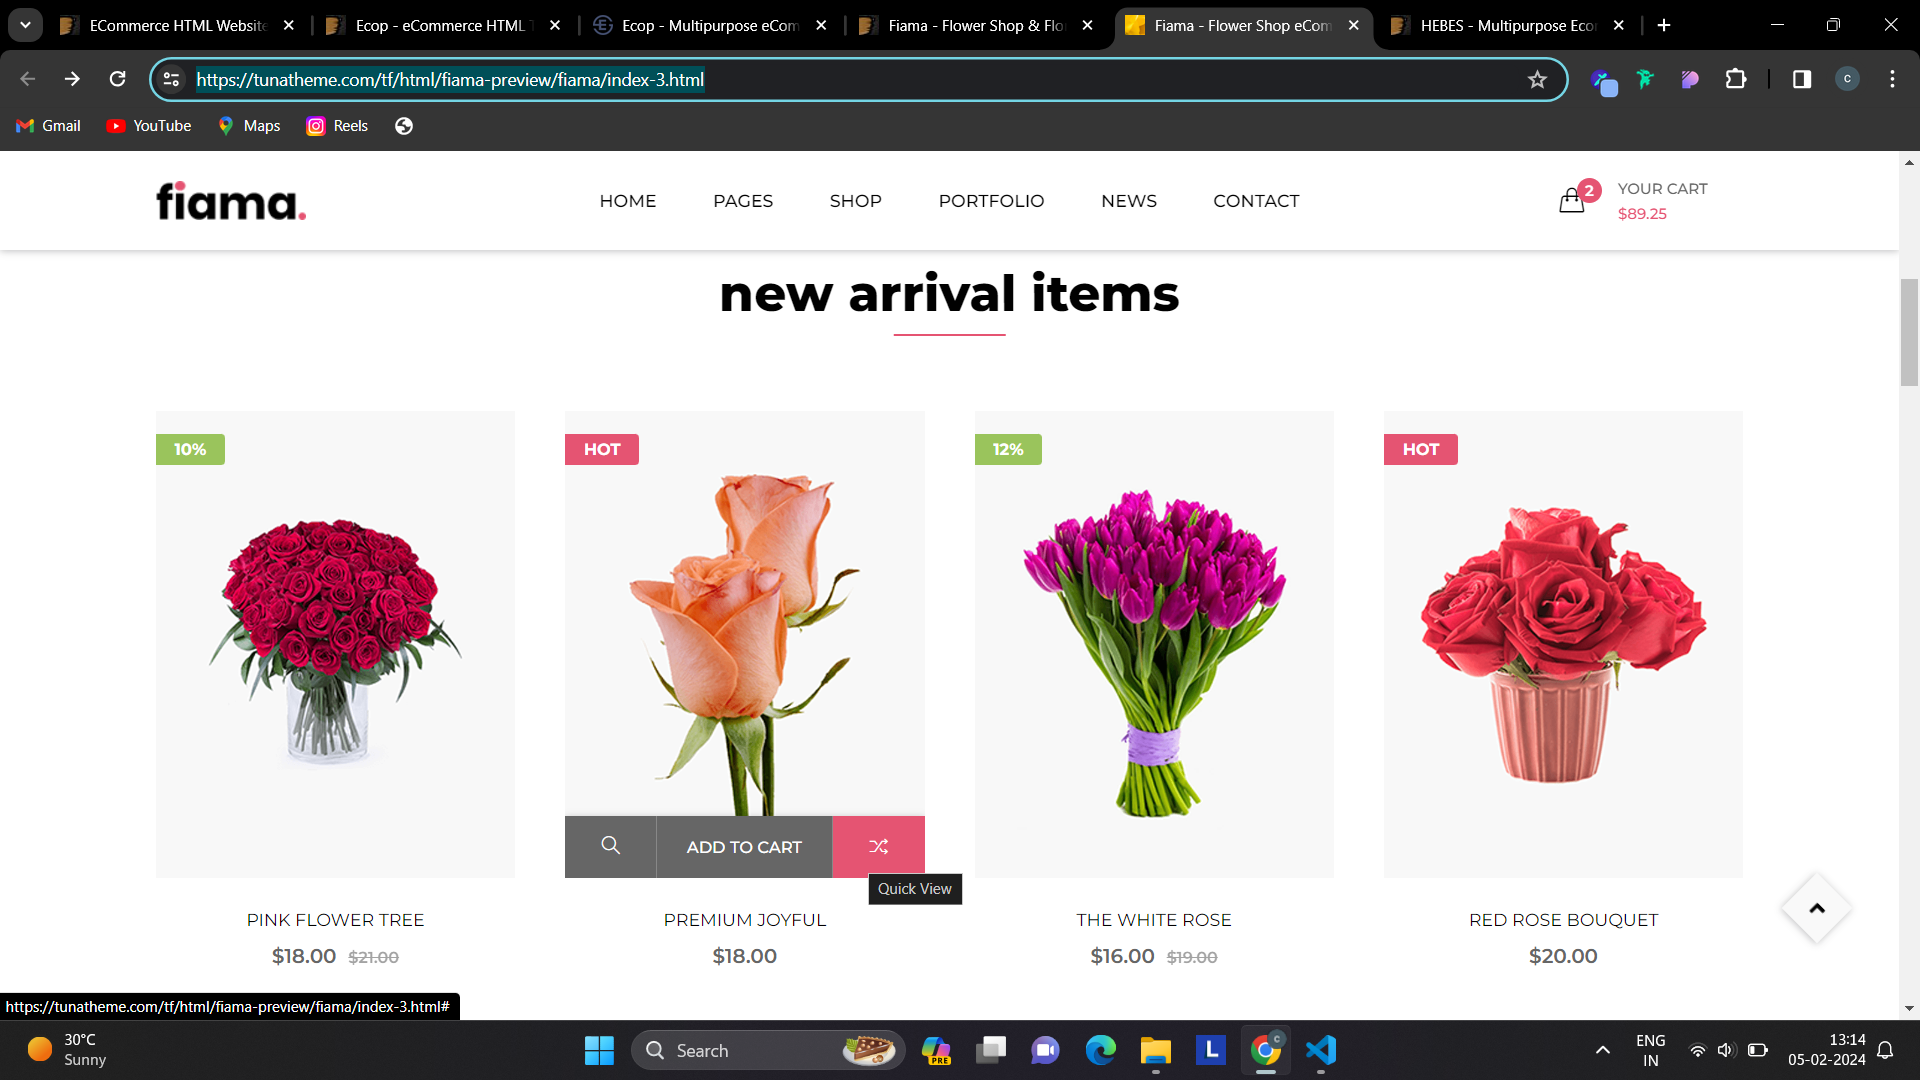 ECommerce HTML Website
Ecop - eCommerce HTML T
Ecop - Multipurpose eCom
Fiama - Flower Shop & Flo
Fiama - Flower Shop eCom
HEBES - Multipurpose Eco
https://tunatheme.com/tf/html/fiama-preview/fiama/index-3.html
C
Gmail
YouTube
Maps
Reels
fiama.
HOME
PAGES
SHOP
PORTFOLIO
NEWS
CONTACT
2
YOUR CART
$89.25
new arrival items
10%
HOT
12%
HOT
ADD TO CART
Quick View
PINK FLOWER TREE
$18.00 $21.00
PREMIUM JOYFUL
$18.00
THE WHITE ROSE
$16.00 $19.00
RED ROSE BOUQUET
$20.00
https://tunatheme.com/tf/html/fiama-preview/fiama/index-3.html#
30°C
Sunny
Search
PRE
L
C
ENG
IN
13:14
05-02-2024